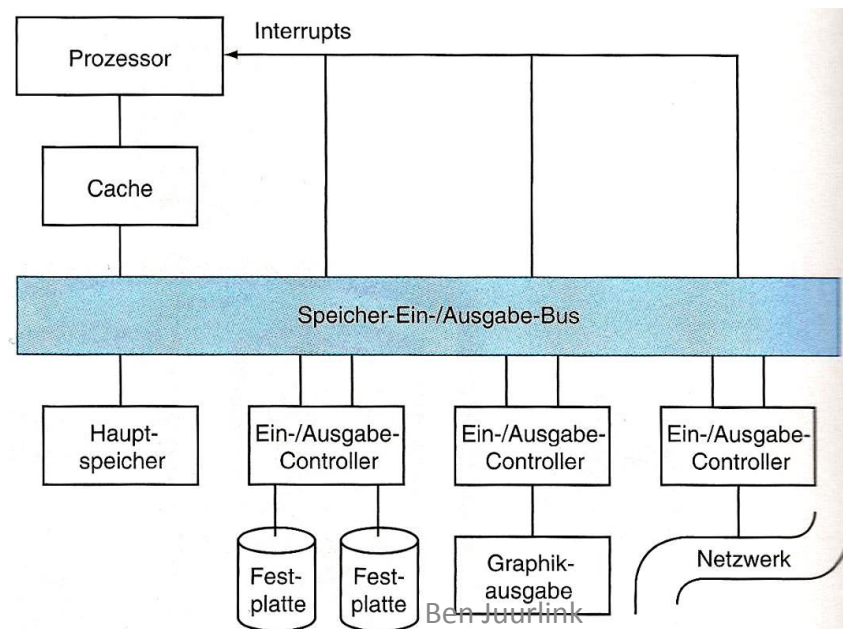 Prozessor
Interrupts
Cache
Speicher-Ein-/Ausgabe-Bus
Haupt-
speicher
Ein-/Ausgabe-
Controller
Ein-/Ausgabe-
Controller
Ein-/Ausgabe-
Controller
Fest-
platte
Fest-
platte
Graphik-
ausgabe
Netzwerk
Ben Juurlink